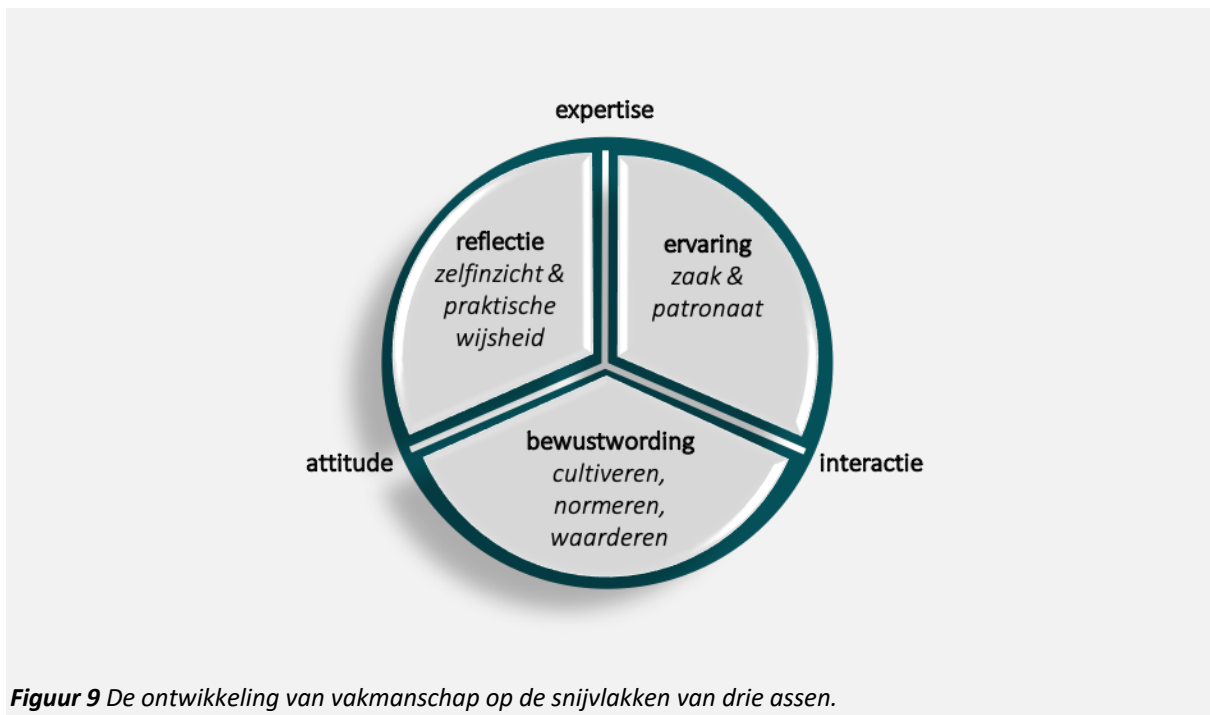 expertise
reflectie
zelfinzicht &
praktische
wijsheid
ervaring
zaak &
patronaat
bewustwording
cultiveren,
normeren,
waarderen
attitude
interactie
Figuur 9 De ontwikkeling van vakmanschap op de snijvlakken van drie assen.